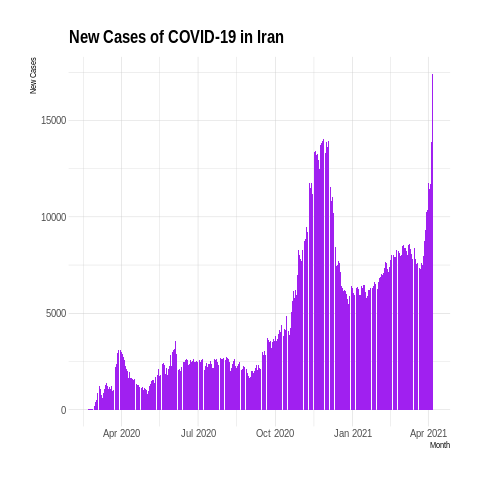 New Cases of COVID-19 in Iran
New Cases
15000
10000
5000
0
Apr 2020 Jul 2020 Oct 2020 Jan 2021 Apr 2021
Month